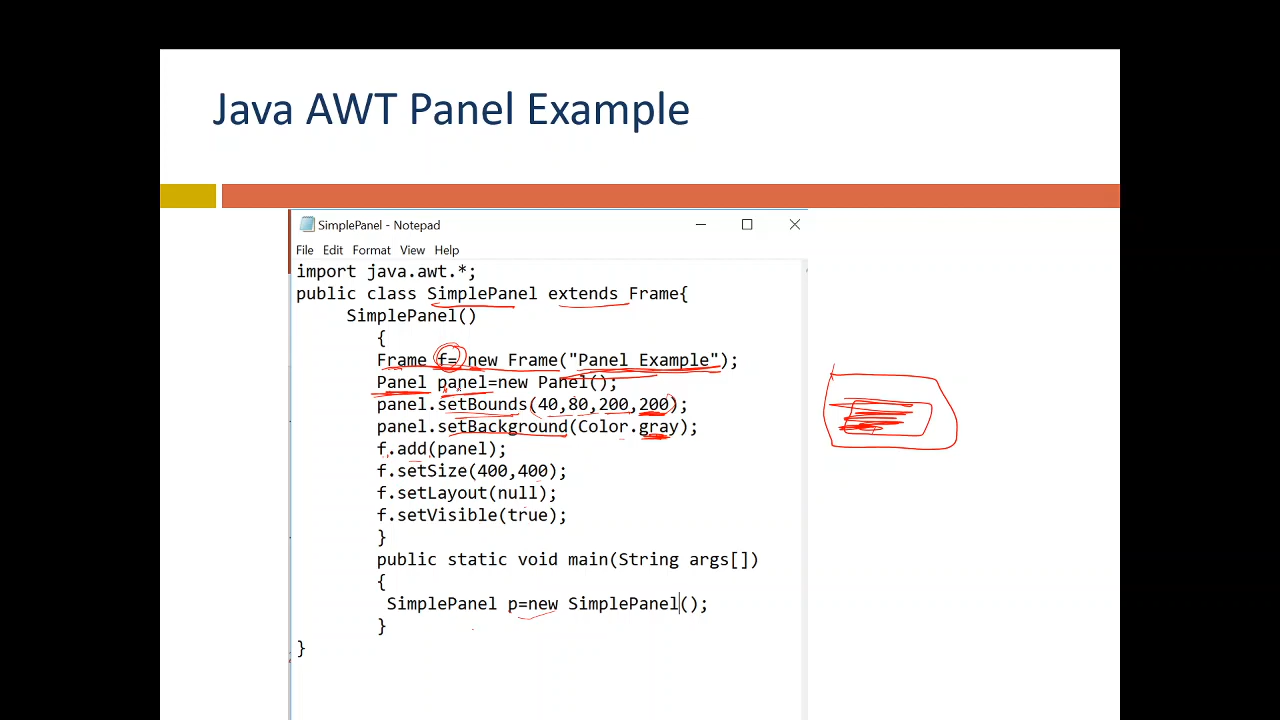 Java AWT Panel Example
SimplePanel - Notepad
File Edit Format View Help
import java.awt.*;
public class SimplePanel extends Frame{
SimplePanel()
{
Frame f= new Frame("Panel Example");
Panel panel=new Panel();
panel.setBounds(40,80,200,200);
panel.setBackground(Color.gray);
f.add(panel);
f.setSize(400,400);
f.setLayout(null);
f.setVisible(true);
}
public static void main(String args[])
{
SimplePanel p=new SimplePanel();
}
}